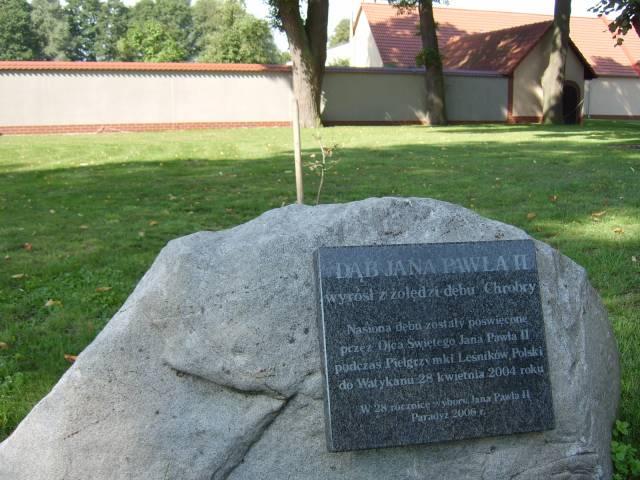 DĄB JANA PAWŁA II
wyrósł z żołędzi dębu Chrobry
Nasiona dębu zostały poświęcone
przez Ojca Świętego Jana Pawła II
podczas Pielgrzymki Leśników Polski
do Watykanu 28 kwietnia 2004 roku
W 28 rocznicę wyboru Jana Pawła II
Paradyż 2006 r.